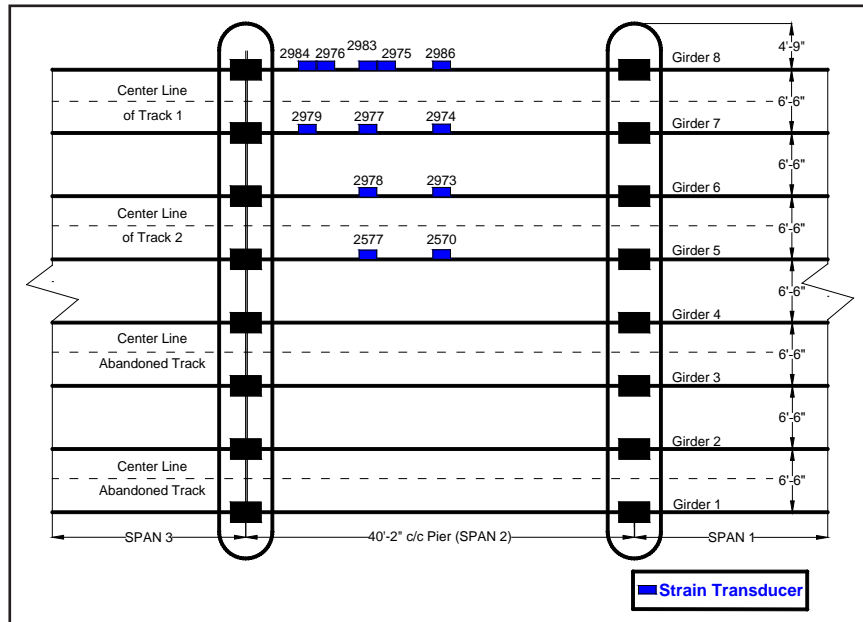 2983
2984 2976 2975 2986
Girder 8
4'-9"
Center Line
of Track 1
6'-6"
2979 2977 2974
Girder 7
6'-6"
2978 2973
Girder 6
Center Line
of Track 2
6'-6"
2577 2570
Girder 5
6'-6"
Girder 4
Center Line
Abandoned Track
6'-6"
Girder 3
6'-6"
Girder 2
Center Line
Abandoned Track
6'-6"
Girder 1
SPAN 3 40'-2" c/c Pier (SPAN 2) SPAN 1
Strain Transducer